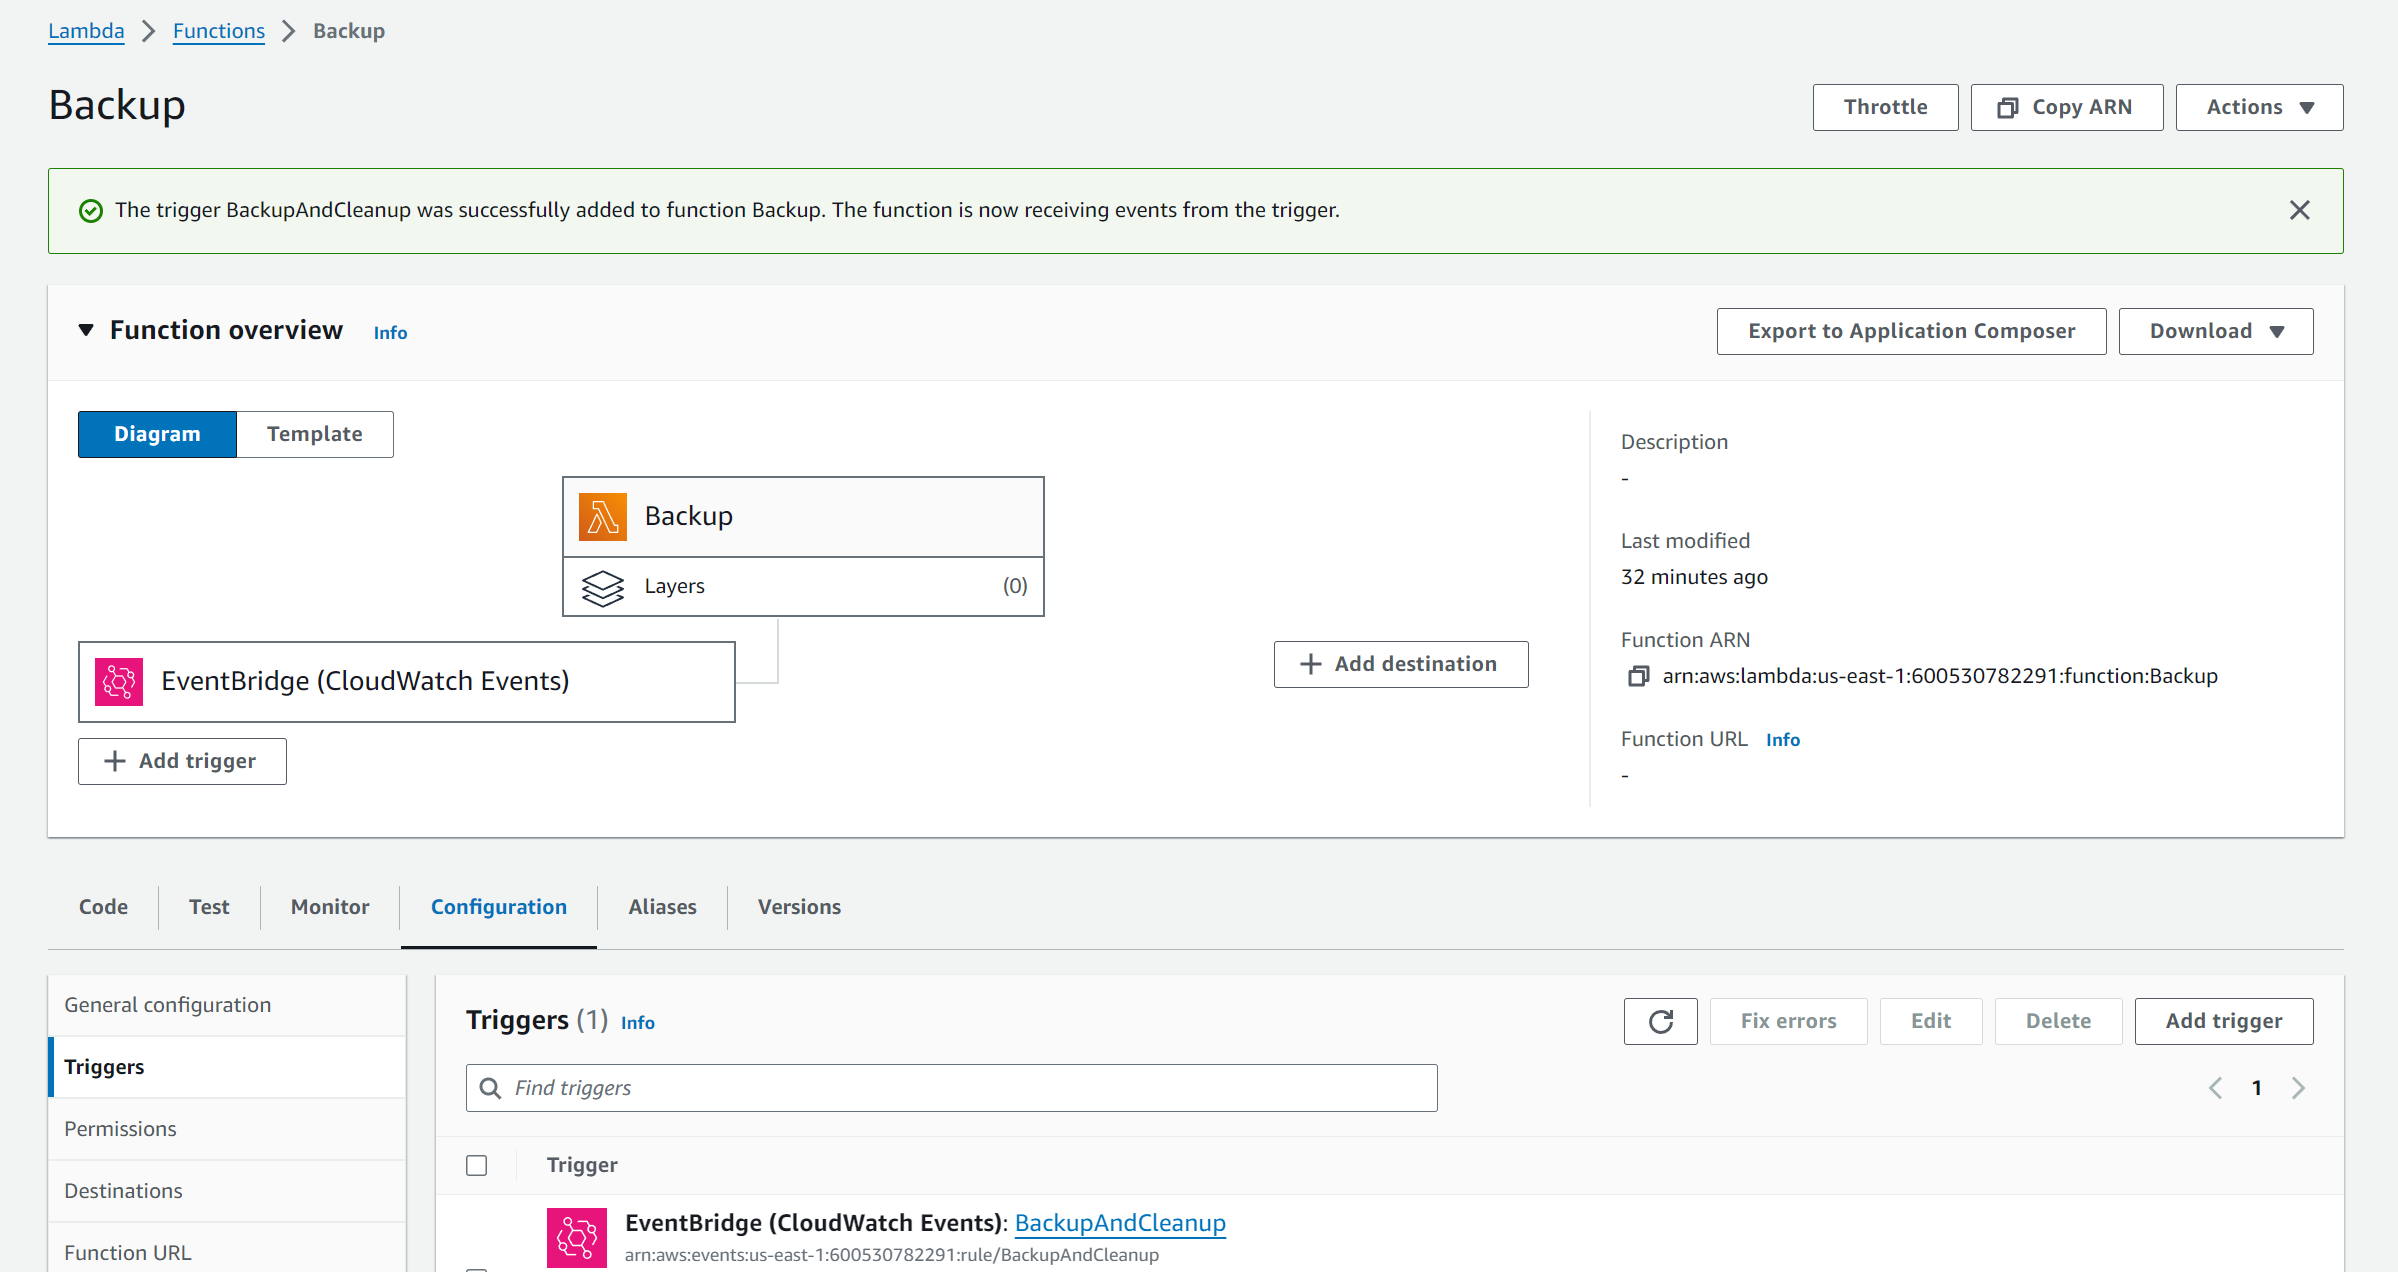 Lambda > Functions > Backup
Backup
Throttle Copy ARN Actions
The trigger BackupAndCleanup was successfully added to function Backup. The function is now receiving events from the trigger.
Function overview Info
Export to Application Composer Download
Diagram Template
Backup
Layers (0)
EventBridge (CloudWatch Events)
+ Add trigger
+ Add destination
Description
-
Last modified
32 minutes ago
Function ARN
arn:aws:lambda:us-east-1:600530782291:function:Backup
Function URL Info
-
Code Test Monitor Configuration Aliases Versions
General configuration
Triggers
Permissions
Destinations
Function URL
Triggers (1) Info
Fix errors Edit Delete Add trigger
Find triggers
1
Trigger
EventBridge (CloudWatch Events): BackupAndCleanup
arn:aws:events:us-east-1:600530782291:rule/BackupAndCleanup